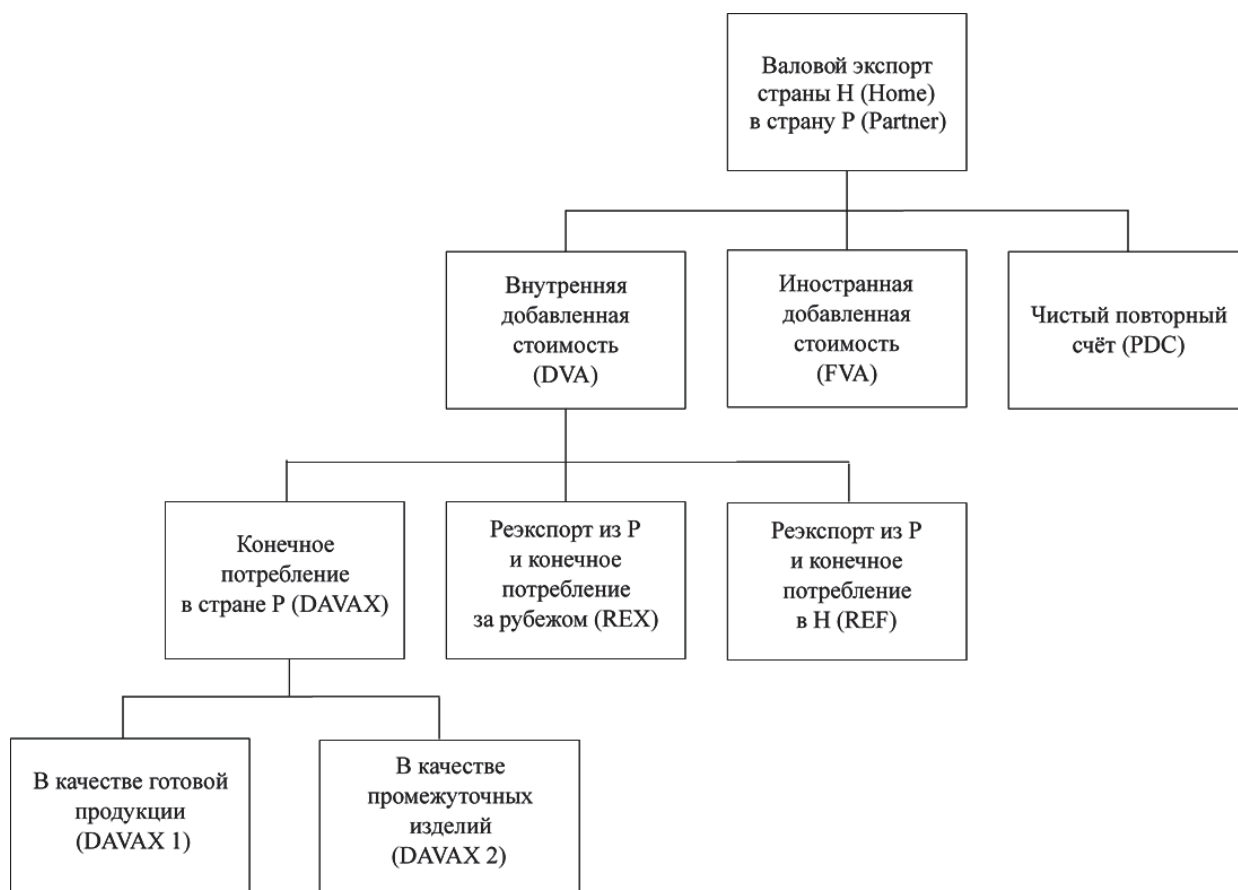 Валовой экспорт
страны H (Home)
в страну P (Partner)
Внутренняя
добавленная
стоимость
(DVA)
Иностранная
добавленная
стоимость
(FVA)
Чистый повторный
счёт (PDC)
Конечное
потребление
в стране P (DAVAX)
Реэкспорт из P
и конечное
потребление
за рубежом (REX)
Реэкспорт из P
и конечное
потребление
в H (REF)
В качестве готовой
продукции
(DAVAX 1)
В качестве
промежуточных
изделий
(DAVAX 2)